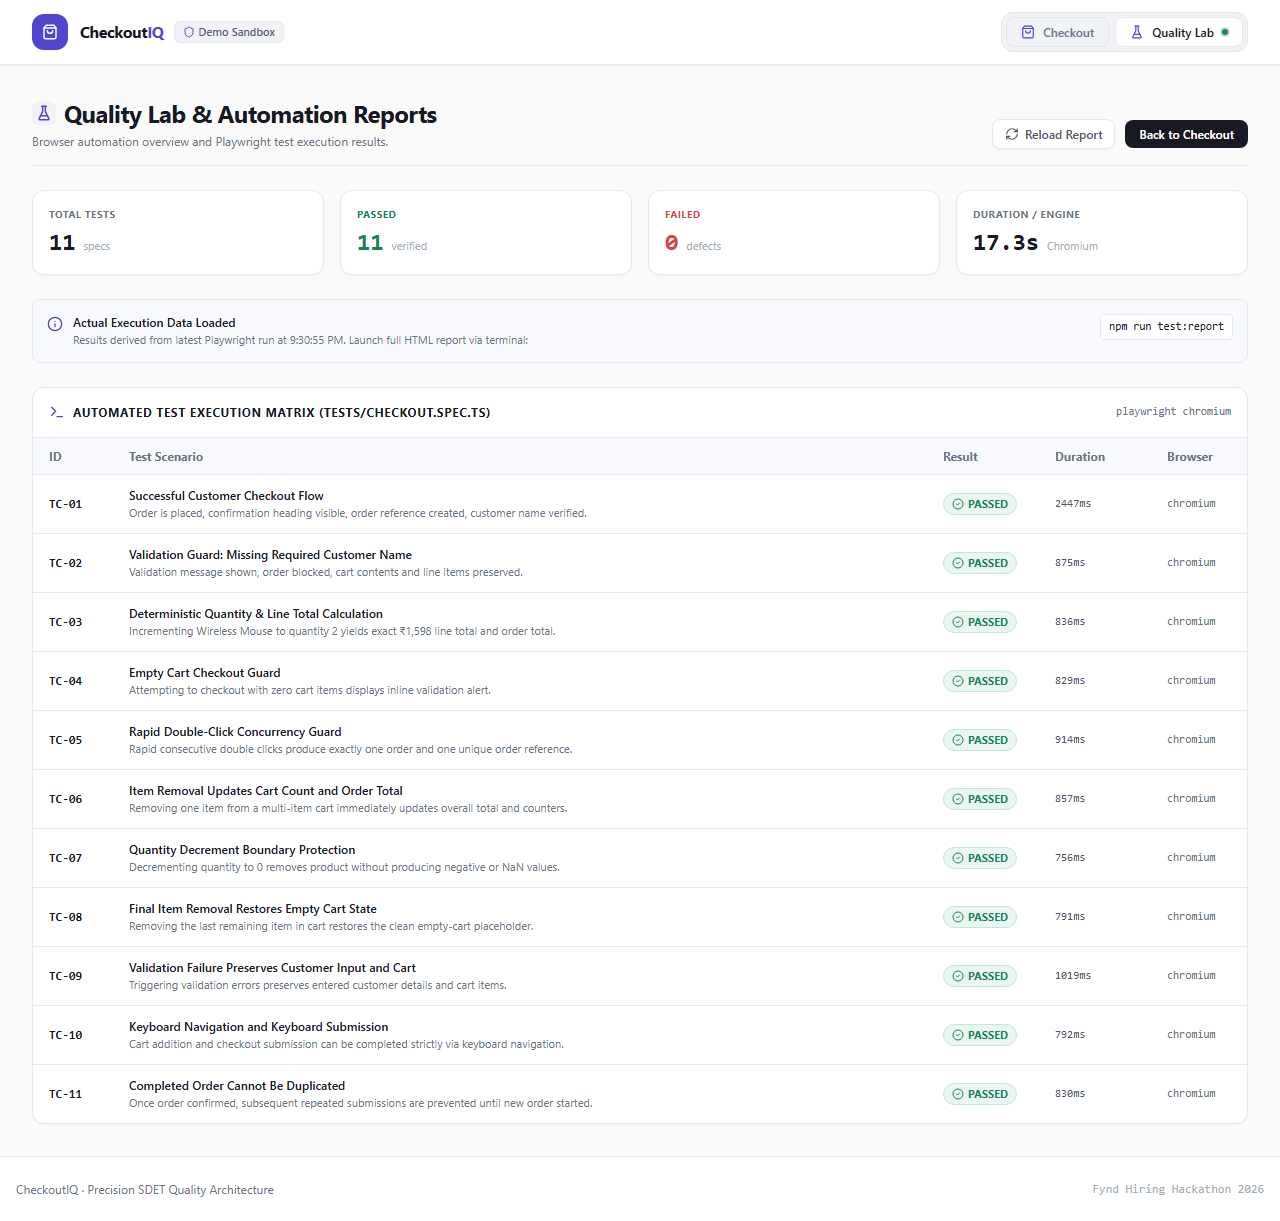 CheckoutIQ
Demo Sandbox
Checkout
Quality Lab
Quality Lab & Automation Reports
Browser automation overview and Playwright test execution results.
Reload Report
Back to Checkout
TOTAL TESTS
11 specs
PASSED
11 verified
FAILED
0 defects
DURATION / ENGINE
17.3s Chromium
Actual Execution Data Loaded
Results derived from latest Playwright run at 9:30:55 PM. Launch full HTML report via terminal:
npm run test:report
AUTOMATED TEST EXECUTION MATRIX (TESTS/CHECKOUT.SPEC.TS)
playwright chromium
ID Test Scenario Result Duration Browser
TC-01 Successful Customer Checkout Flow PASSED 2447ms chromium
Order is placed, confirmation heading visible, order reference created, customer name verified.
TC-02 Validation Guard: Missing Required Customer Name PASSED 875ms chromium
Validation message shown, order blocked, cart contents and line items preserved.
TC-03 Deterministic Quantity & Line Total Calculation PASSED 836ms chromium
Incrementing Wireless Mouse to quantity 2 yields exact ₹1,598 line total and order total.
TC-04 Empty Cart Checkout Guard PASSED 829ms chromium
Attempting to checkout with zero cart items displays inline validation alert.
TC-05 Rapid Double-Click Concurrency Guard PASSED 914ms chromium
Rapid consecutive double clicks produce exactly one order and one unique order reference.
TC-06 Item Removal Updates Cart Count and Order Total PASSED 857ms chromium
Removing one item from a multi-item cart immediately updates overall total and counters.
TC-07 Quantity Decrement Boundary Protection PASSED 756ms chromium
Decrementing quantity to 0 removes product without producing negative or NaN values.
TC-08 Final Item Removal Restores Empty Cart State PASSED 791ms chromium
Removing the last remaining item in cart restores the clean empty-cart placeholder.
TC-09 Validation Failure Preserves Customer Input and Cart PASSED 1019ms chromium
Triggering validation errors preserves entered customer details and cart items.
TC-10 Keyboard Navigation and Keyboard Submission PASSED 792ms chromium
Cart addition and checkout submission can be completed strictly via keyboard navigation.
TC-11 Completed Order Cannot Be Duplicated PASSED 830ms chromium
Once order confirmed, subsequent repeated submissions are prevented until new order started.
CheckoutIQ · Precision SDET Quality Architecture
Fynd Hiring Hackathon 2026